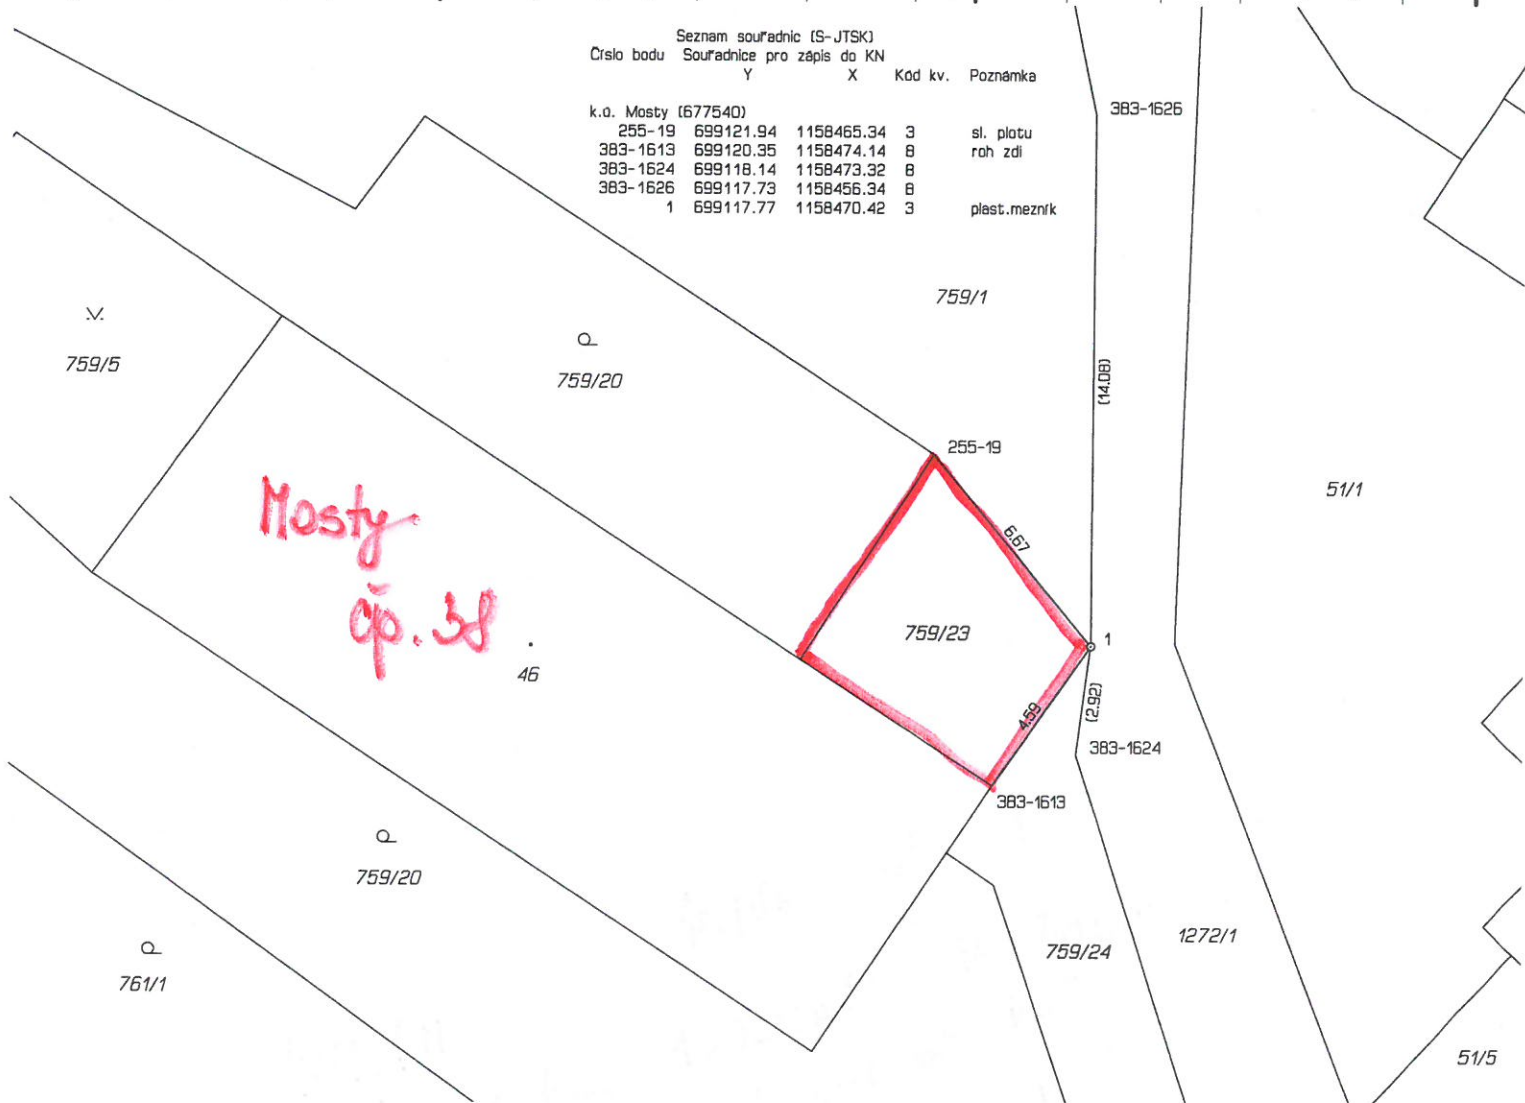 Seznam souřadnic (S-JTSK)
Číslo bodu Souřadnice pro zápis do KN
Y X Kód kv. Poznámka
k.ú. Mosty (677540)
255-19 699121.94 1158465.34 3 sl. plotu
383-1613 699120.35 1158474.14 8 roh zdi
383-1624 699118.14 1158473.32 8
383-1626 699117.73 1158456.34 8
1 699117.77 1158470.42 3 plast.mezník
383-1626
759/1
759/5
759/20
(14.08)
255-19
51/1
Mosty
čp. 38
6.67
759/23
1
46
4.59
(2.92)
383-1624
383-1613
759/20
761/1
759/24
1272/1
51/5